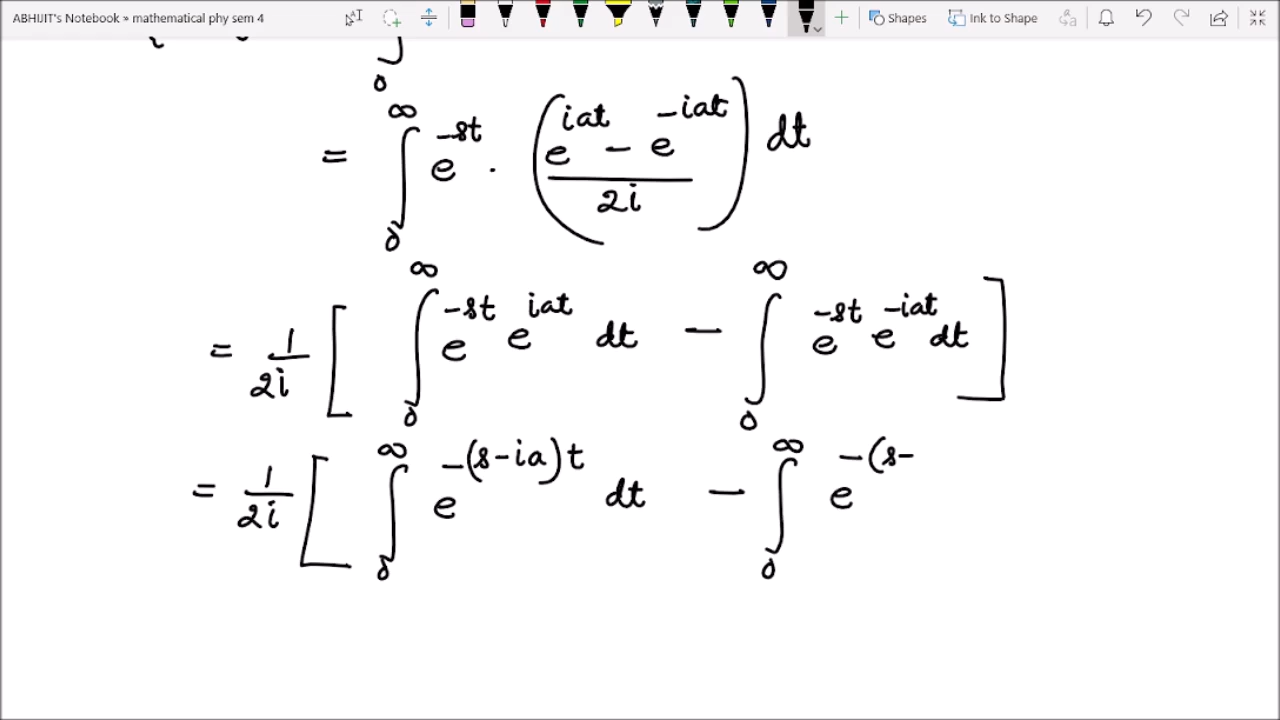 ABHIJIT's Notebook » mathematical phy sem 4
Shapes
Ink to Shape
0
= ∫₀^∞ e^{-st} · ( (e^{iat} - e^{-iat}) / 2i ) dt
= 1/2i [ ∫₀^∞ e^{-st} e^{iat} dt - ∫₀^∞ e^{-st} e^{-iat} dt ]
= 1/2i [ ∫₀^∞ e^{-(s-ia)t} dt - ∫₀^∞ e^{-(s-